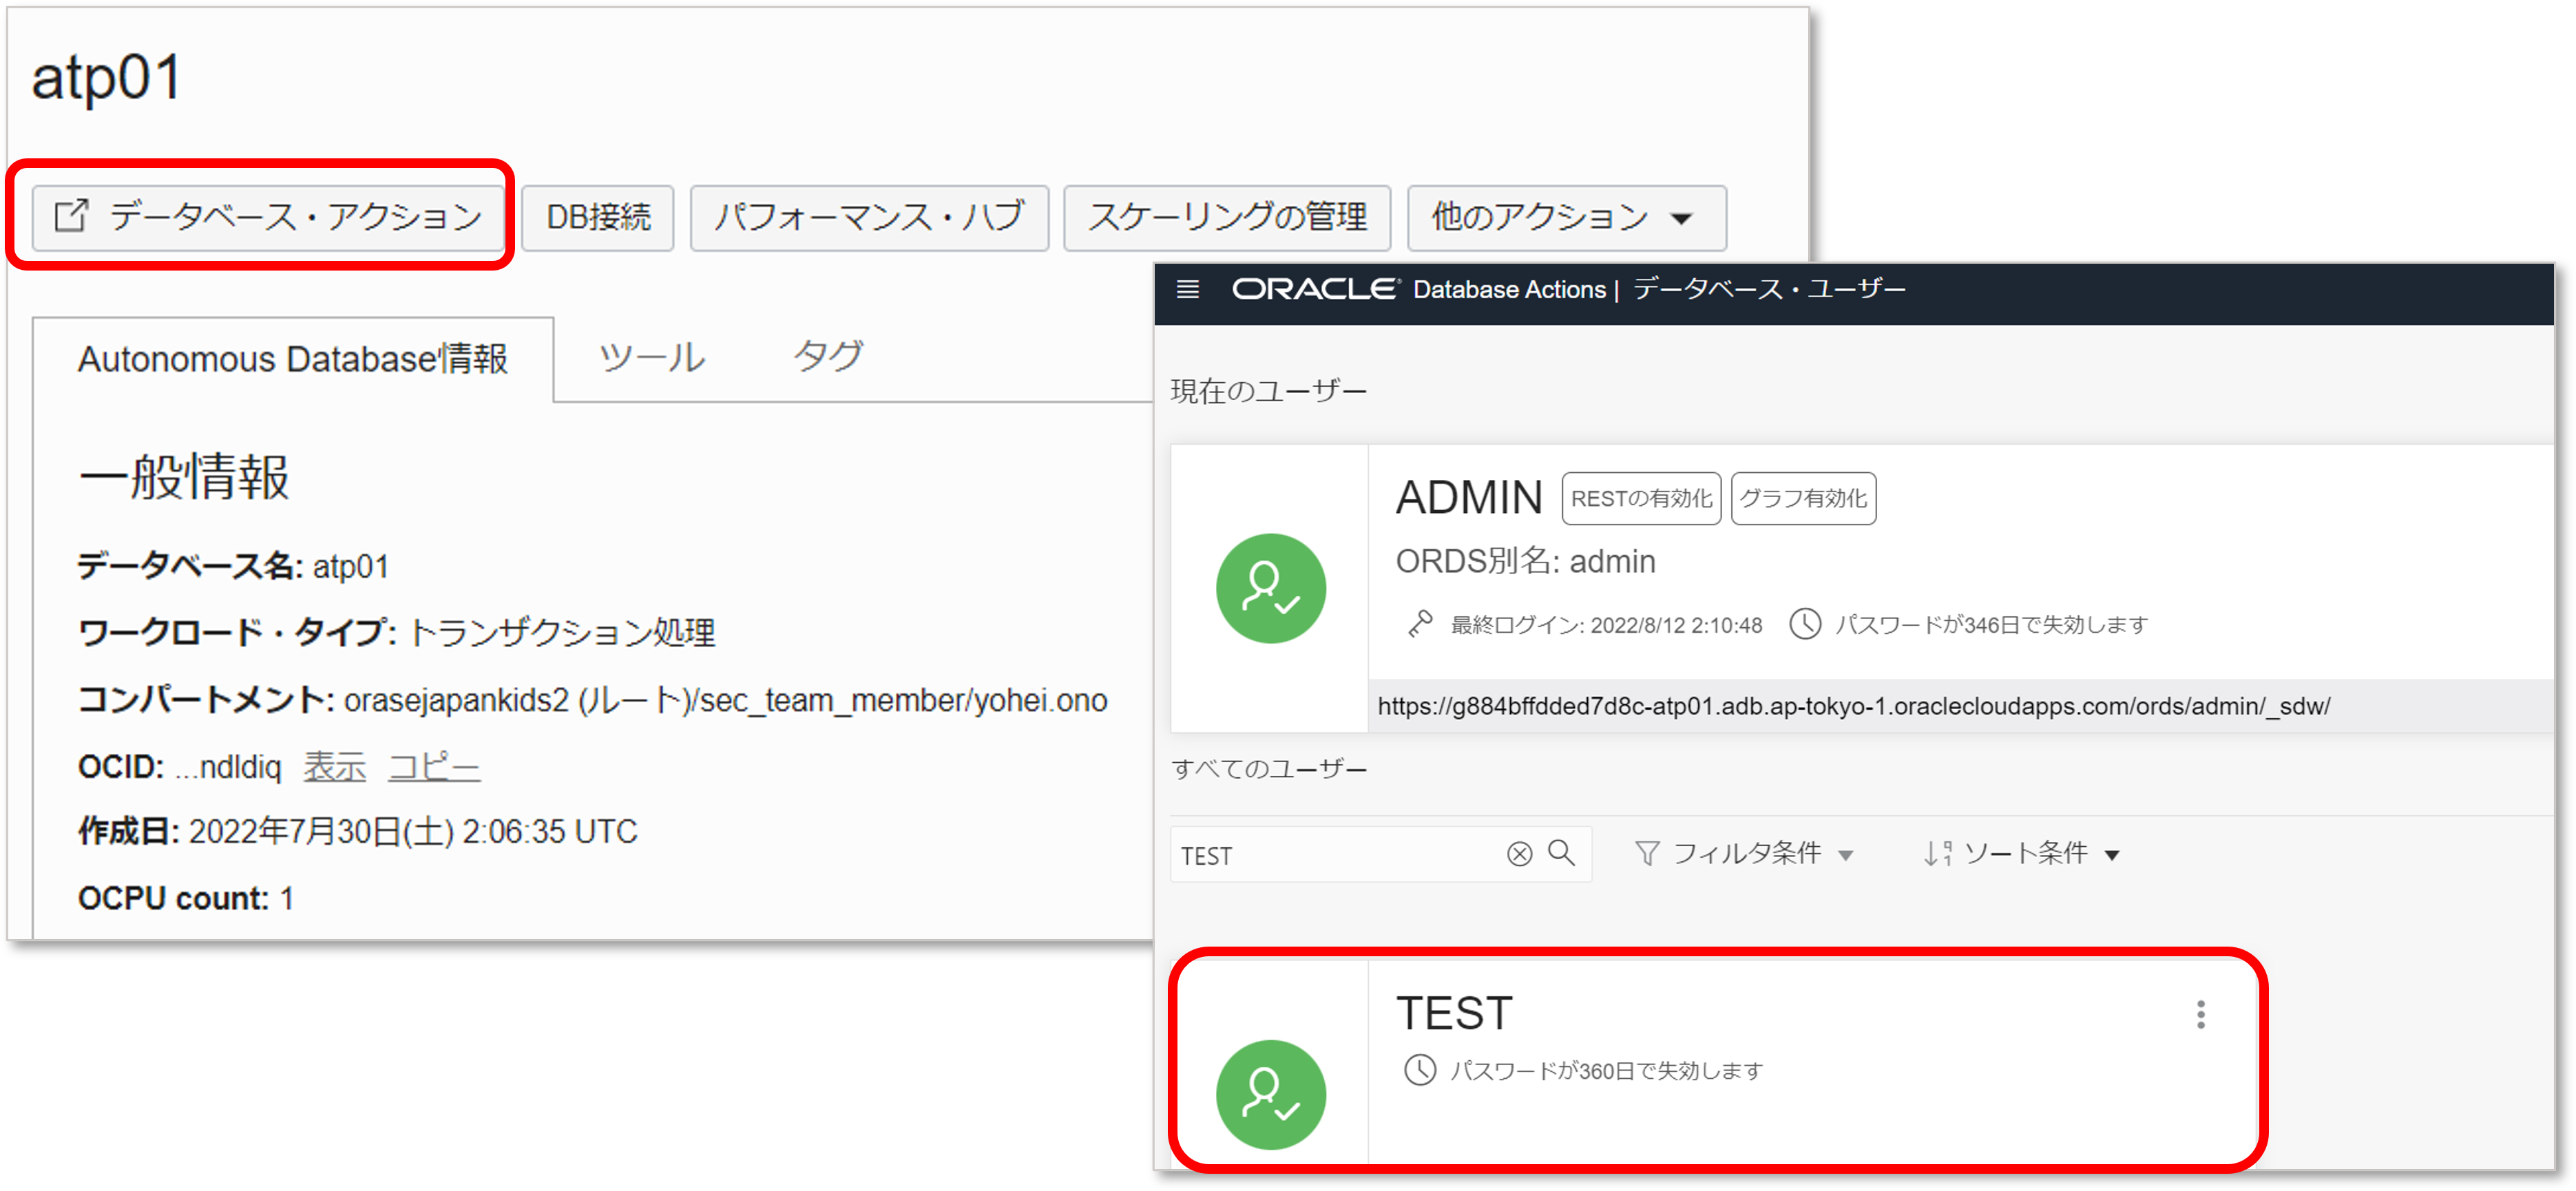 atp01
データベース・アクション
DB接続
パフォーマンス・ハブ
スケーリングの管理
他のアクション
Autonomous Database情報
ツール
タグ
一般情報
データベース名: atp01
ワークロード・タイプ: トランザクション処理
コンパートメント: orasejapankids2 (ルート)/sec_team_member/yohei.ono
OCID: ...ndldiq 表示 コピー
作成日: 2022年7月30日(土) 2:06:35 UTC
OCPU count: 1
ORACLE Database Actions | データベース・ユーザー
現在のユーザー
ADMIN RESTの有効化 グラフ有効化
ORDS別名: admin
最終ログイン: 2022/8/12 2:10:48 パスワードが346日で失効します
https://g884bffdded7d8c-atp01.adb.ap-tokyo-1.oraclecloudapps.com/ords/admin/_sdw/
すべてのユーザー
TEST
フィルタ条件
ソート条件
TEST
パスワードが360日で失効します